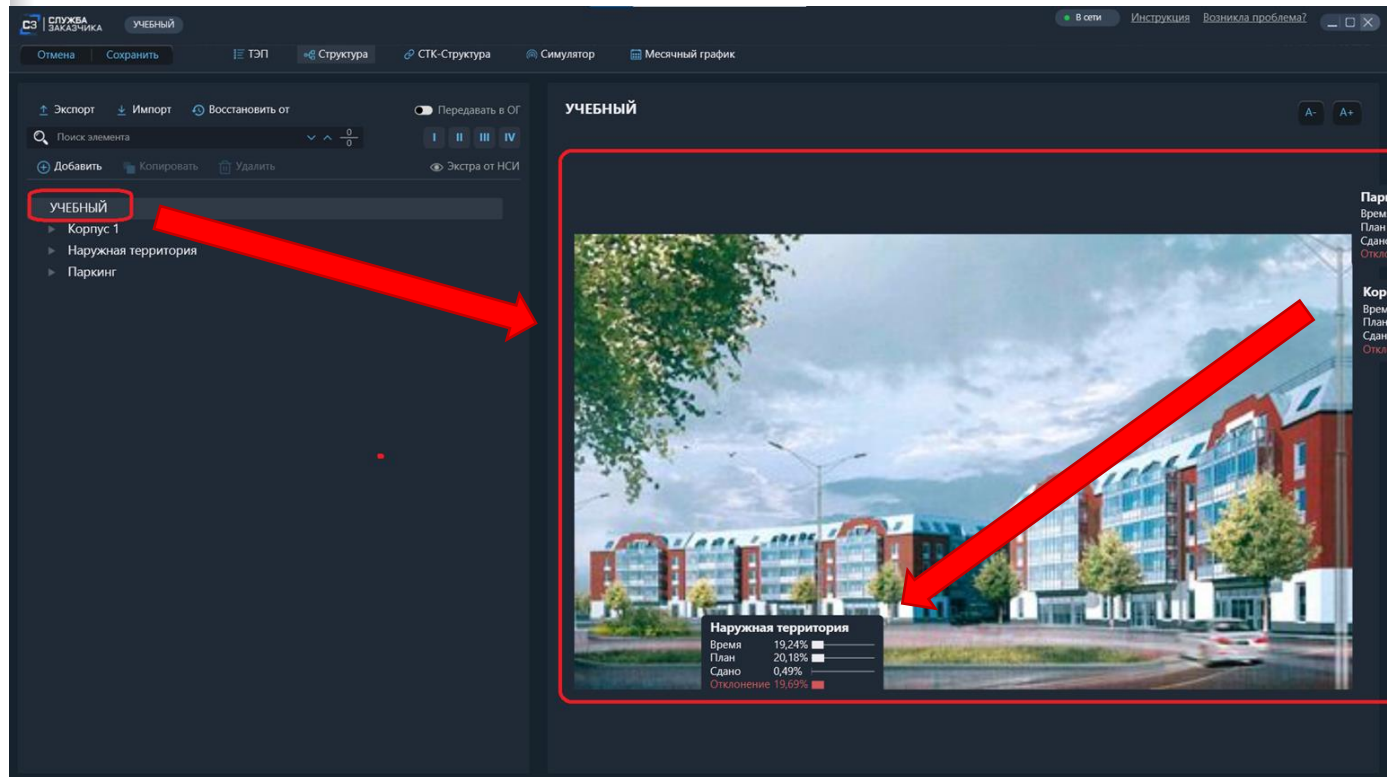 СЗ СЛУЖБА ЗАКАЗЧИКА УЧЕБНЫЙ В сети Инструкция Возникла проблема?
Отмена Сохранить ТЭП Структура СТК-Структура Симулятор Месячный график
Экспорт Импорт Восстановить от Передавать в ОГ
Поиск элемента 0 0 I II III IV
Добавить Копировать Удалить Экстра от НСИ
УЧЕБНЫЙ
Корпус 1
Наружная территория
Паркинг
УЧЕБНЫЙ A- A+
План
Наружная территория
Время 19,24%
План 20,18%
Сдано 0,49%
Отклонение 19,69%